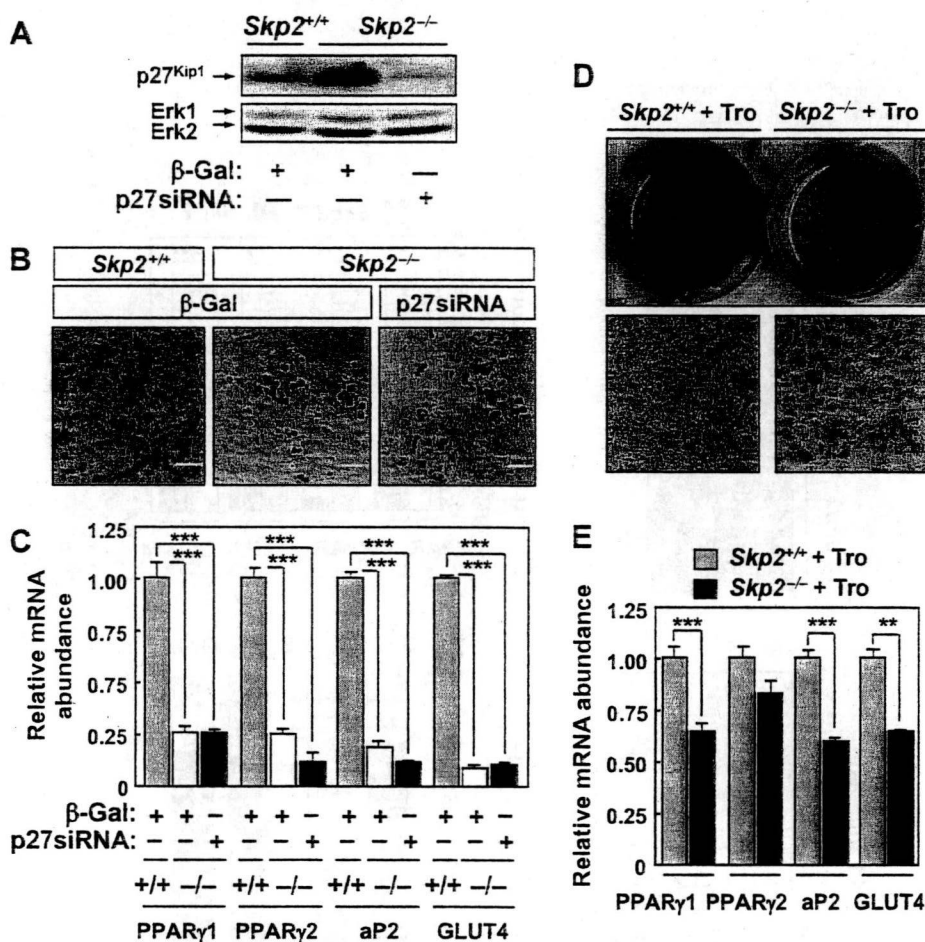 A
Skp2+/+ Skp2−/−
p27Kip1
Erk1
Erk2
β-Gal: + + −
p27siRNA: − − +
B
Skp2+/+ Skp2−/−
β-Gal p27siRNA
C
Relative mRNA abundance
1.25
1.00
0.75
0.25
0
*** *** *** ***
*** *** *** ***
β-Gal: + + − + + − + + − + + −
p27siRNA: − − + − − + − − + − − +
+/+ −/− +/+ −/− +/+ −/− +/+ −/−
PPARγ1 PPARγ2 aP2 GLUT4
D
Skp2+/+ + Tro Skp2−/− + Tro
E
Skp2+/+ + Tro
Skp2−/− + Tro
Relative mRNA abundance
1.25
1.00
0.75
0.50
0.25
0
*** *** **
PPARγ1 PPARγ2 aP2 GLUT4